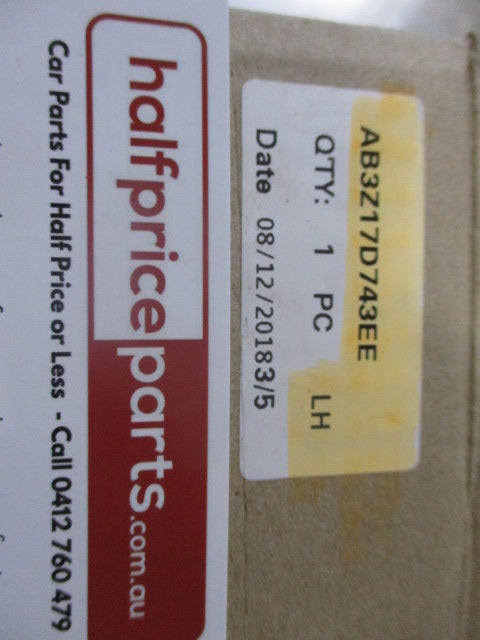 AB3Z17D743EE
QTY: 1 PC LH
Date 08/12/20183/5
halfpriceparts.com.au
Car Parts For Half Price or Less - Call 0412 760 479